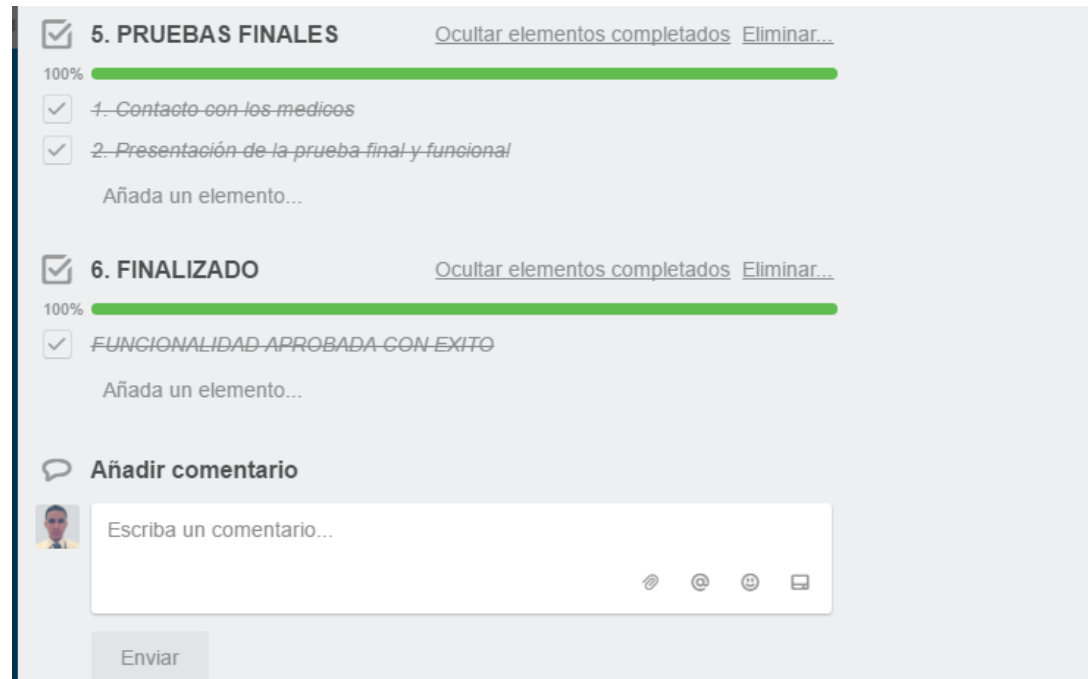 5. PRUEBAS FINALES Ocultar elementos completados Eliminar...
100%
1. Contacto con los medicos
2. Presentación de la prueba final y funcional
Añada un elemento...
6. FINALIZADO Ocultar elementos completados Eliminar...
100%
FUNCIONALIDAD APROBADA CON EXITO
Añada un elemento...
Añadir comentario
Escriba un comentario...
Enviar